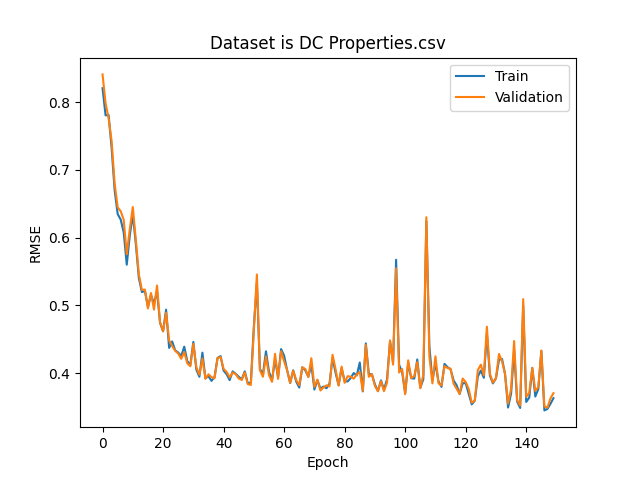 Dataset is DC Properties.csv
Train
Validation
RMSE
0.8
0.7
0.6
0.5
0.4
0 20 40 60 80 100 120 140
Epoch